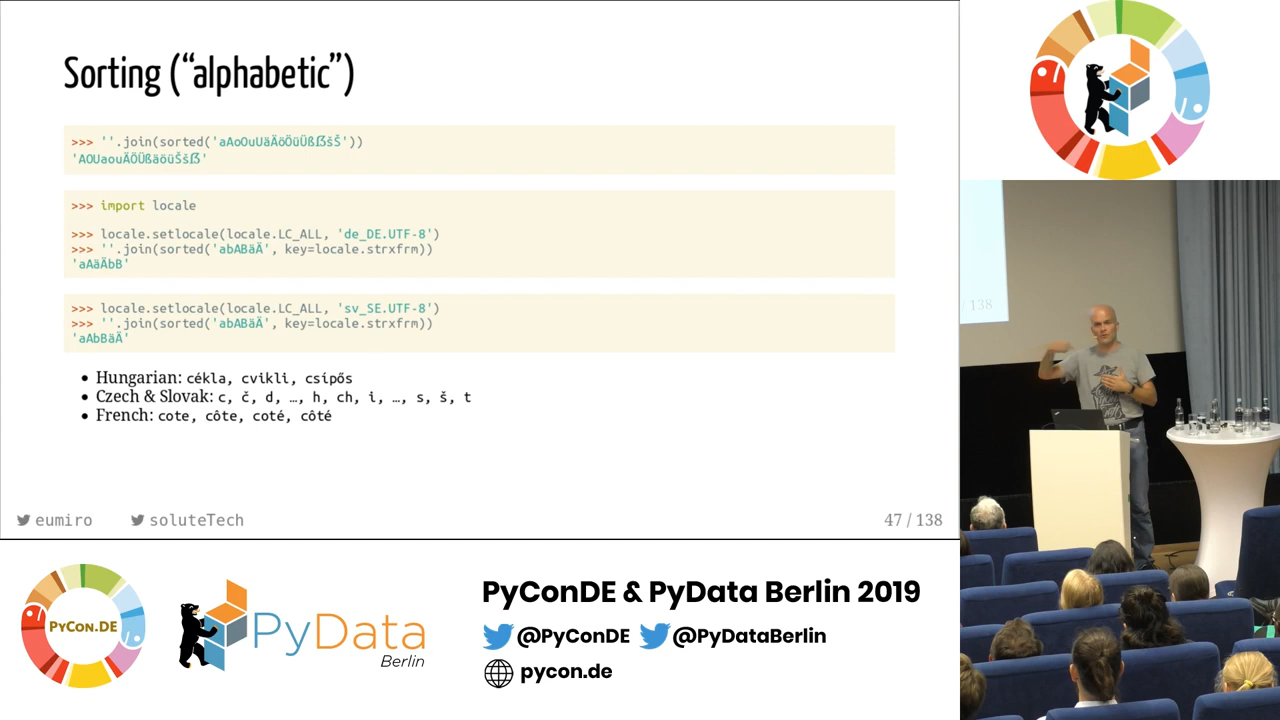 Sorting (“alphabetic”)
>>> ''.join(sorted('aAoOuUäÄöÖüÜßẞšŠ'))
'AOUaouÄÖÜßäöüŠšẞ'
>>> import locale
>>> locale.setlocale(locale.LC_ALL, 'de_DE.UTF-8')
>>> ''.join(sorted('abABäÄ', key=locale.strxfrm))
'aAäÄbB'
>>> locale.setlocale(locale.LC_ALL, 'sv_SE.UTF-8')
>>> ''.join(sorted('abABäÄ', key=locale.strxfrm))
'aAbBäÄ'
• Hungarian: cékla, cvikli, csípős
• Czech & Slovak: c, č, d, …, h, ch, i, …, s, š, t
• French: cote, côte, coté, côté
eumiro soluteTech 47 / 138
/ 138
PyCon.DE
PyData
Berlin
PyConDE & PyData Berlin 2019
@PyConDE @PyDataBerlin
pycon.de